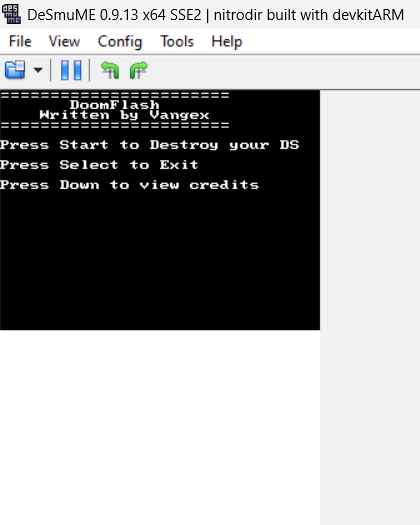 DeSmuME 0.9.13 x64 SSE2 | nitrodir built with devkitARM
File View Config Tools Help
=======================
DoomFlash
Written by Vangex
=======================
Press Start to Destroy your DS
Press Select to Exit
Press Down to view credits